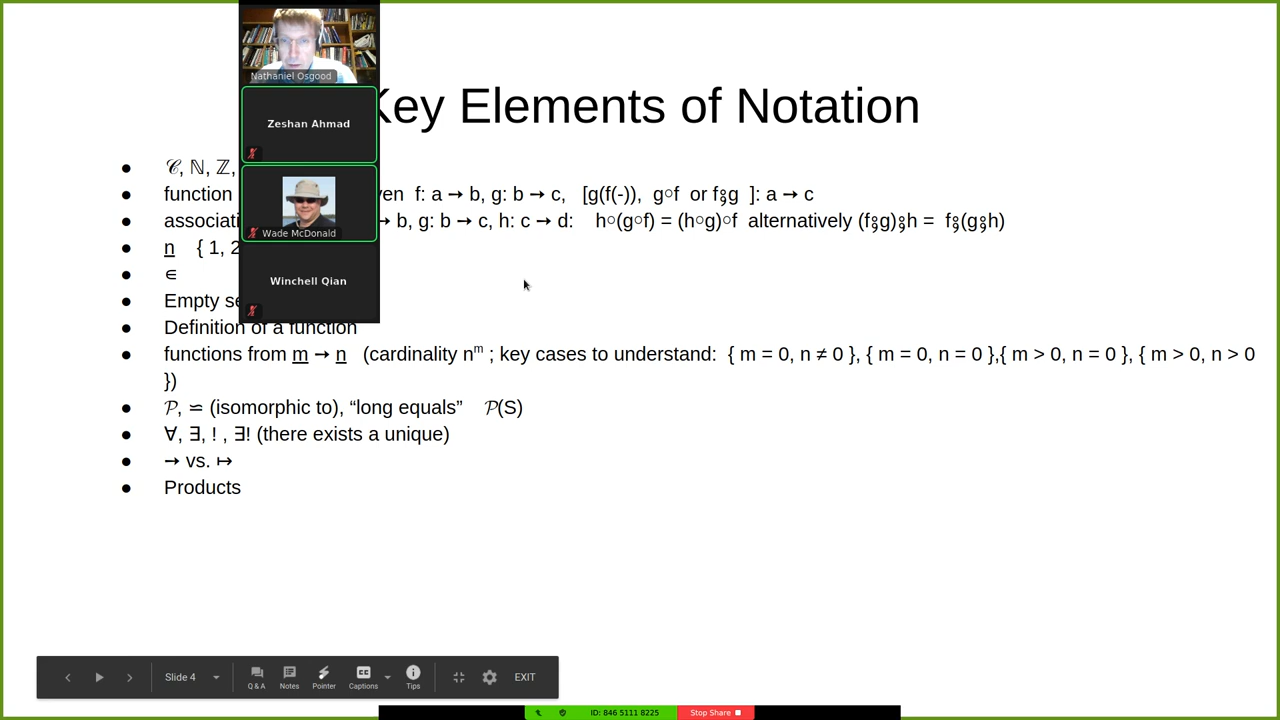 Nathaniel Osgood
Zeshan Ahmad
Wade McDonald
Winchell Qian
Key Elements of Notation
● 𝒞, ℕ, ℤ,
● function ven f: a → b, g: b → c, [g(f(-)), g○f or f⨟g ]: a → c
● associati → b, g: b → c, h: c → d: h○(g○f) = (h○g)○f alternatively (f⨟g)⨟h = f⨟(g⨟h)
● n { 1, 2
● ∈
● Empty se
● Definition of a function
● functions from m → n (cardinality nᵐ ; key cases to understand: { m = 0, n ≠ 0 }, { m = 0, n = 0 },{ m > 0, n = 0 }, { m > 0, n > 0
})
● 𝒫, ≌ (isomorphic to), “long equals” 𝒫(S)
● ∀, ∃, ! , ∃! (there exists a unique)
● → vs. ↦
● Products
Slide 4
Q & A
Notes
Pointer
Captions
Tips
EXIT
ID: 846 5111 8225
Stop Share